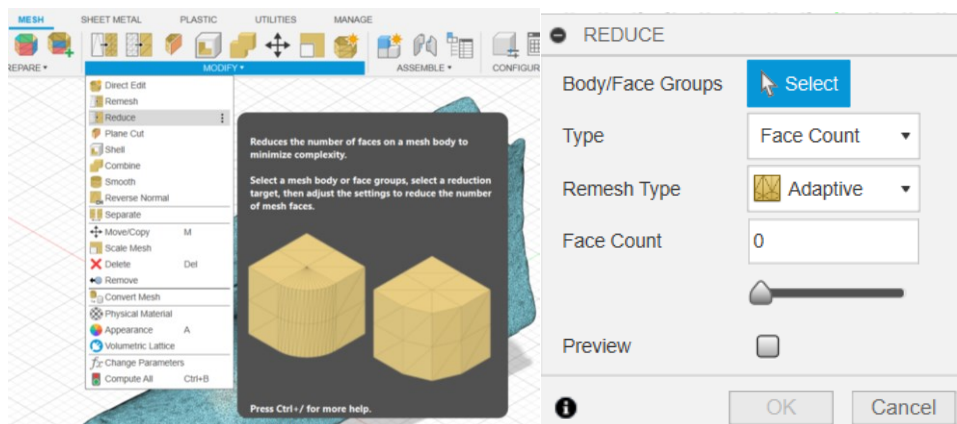 MESH
SHEET METAL
PLASTIC
UTILITIES
MANAGE
REPARE ▾
MODIFY ▾
ASSEMBLE ▾
CONFIGUR
Direct Edit
Remesh
Reduce
Plane Cut
Shell
Combine
Smooth
Reverse Normal
Separate
Move/Copy M
Scale Mesh
Delete Del
Remove
Convert Mesh
Physical Material
Appearance A
Volumetric Lattice
Change Parameters
Compute All Ctrl+B
Reduces the number of faces on a mesh body to
minimize complexity.
Select a mesh body or face groups, select a reduction
target, then adjust the settings to reduce the number
of mesh faces.
Press Ctrl+/ for more help.
REDUCE
Body/Face Groups Select
Type Face Count
Remesh Type Adaptive
Face Count 0
Preview
OK Cancel